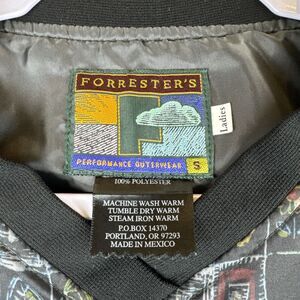 FORRESTER'S
F
PERFORMANCE OUTERWEAR
S
Ladies
100% POLYESTER
MACHINE WASH WARM
TUMBLE DRY WARM
STEAM IRON WARM
P.O.BOX 14370
PORTLAND, OR 97293
MADE IN MEXICO